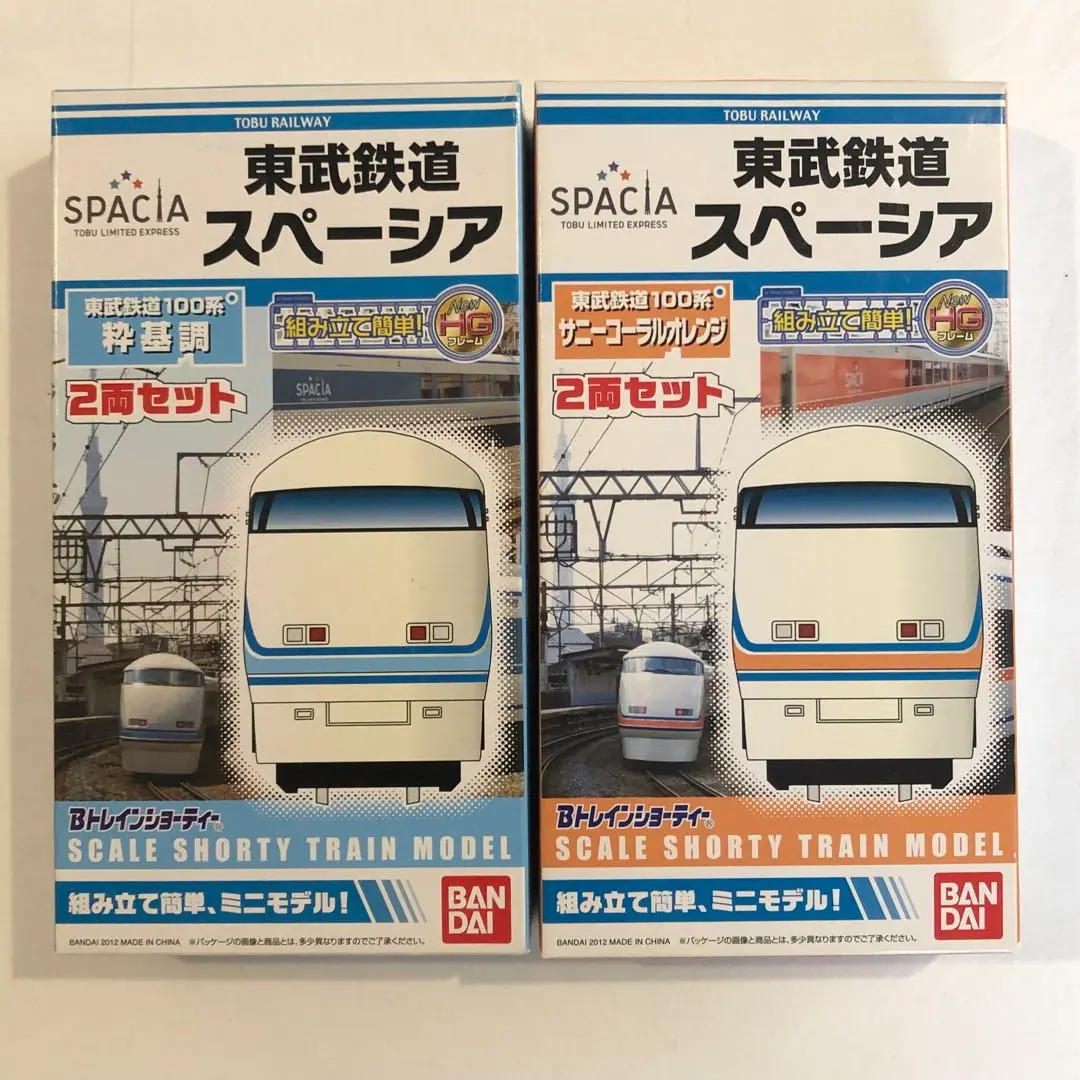 TOBU RAILWAY
SPACIA
TOBU LIMITED EXPRESS
東武鉄道
スペーシア
東武鉄道100系
粋基調
組み立て簡単!
New
HG
フレーム
2両セット
SPACIA
Bトレインショーティー®
SCALE SHORTY TRAIN MODEL
組み立て簡単、ミニモデル!
BAN
DAI
BANDAI 2012 MADE IN CHINA ※パッケージの画像と商品とは、多少異なりますのでご了承ください。
TOBU RAILWAY
SPACIA
TOBU LIMITED EXPRESS
東武鉄道
スペーシア
東武鉄道100系
サニーコーラルオレンジ
組み立て簡単!
New
HG
フレーム
2両セット
SPACIA
Bトレインショーティー®
SCALE SHORTY TRAIN MODEL
組み立て簡単、ミニモデル!
BAN
DAI
BANDAI 2012 MADE IN CHINA ※パッケージの画像と商品とは、多少異なりますのでご了承ください。